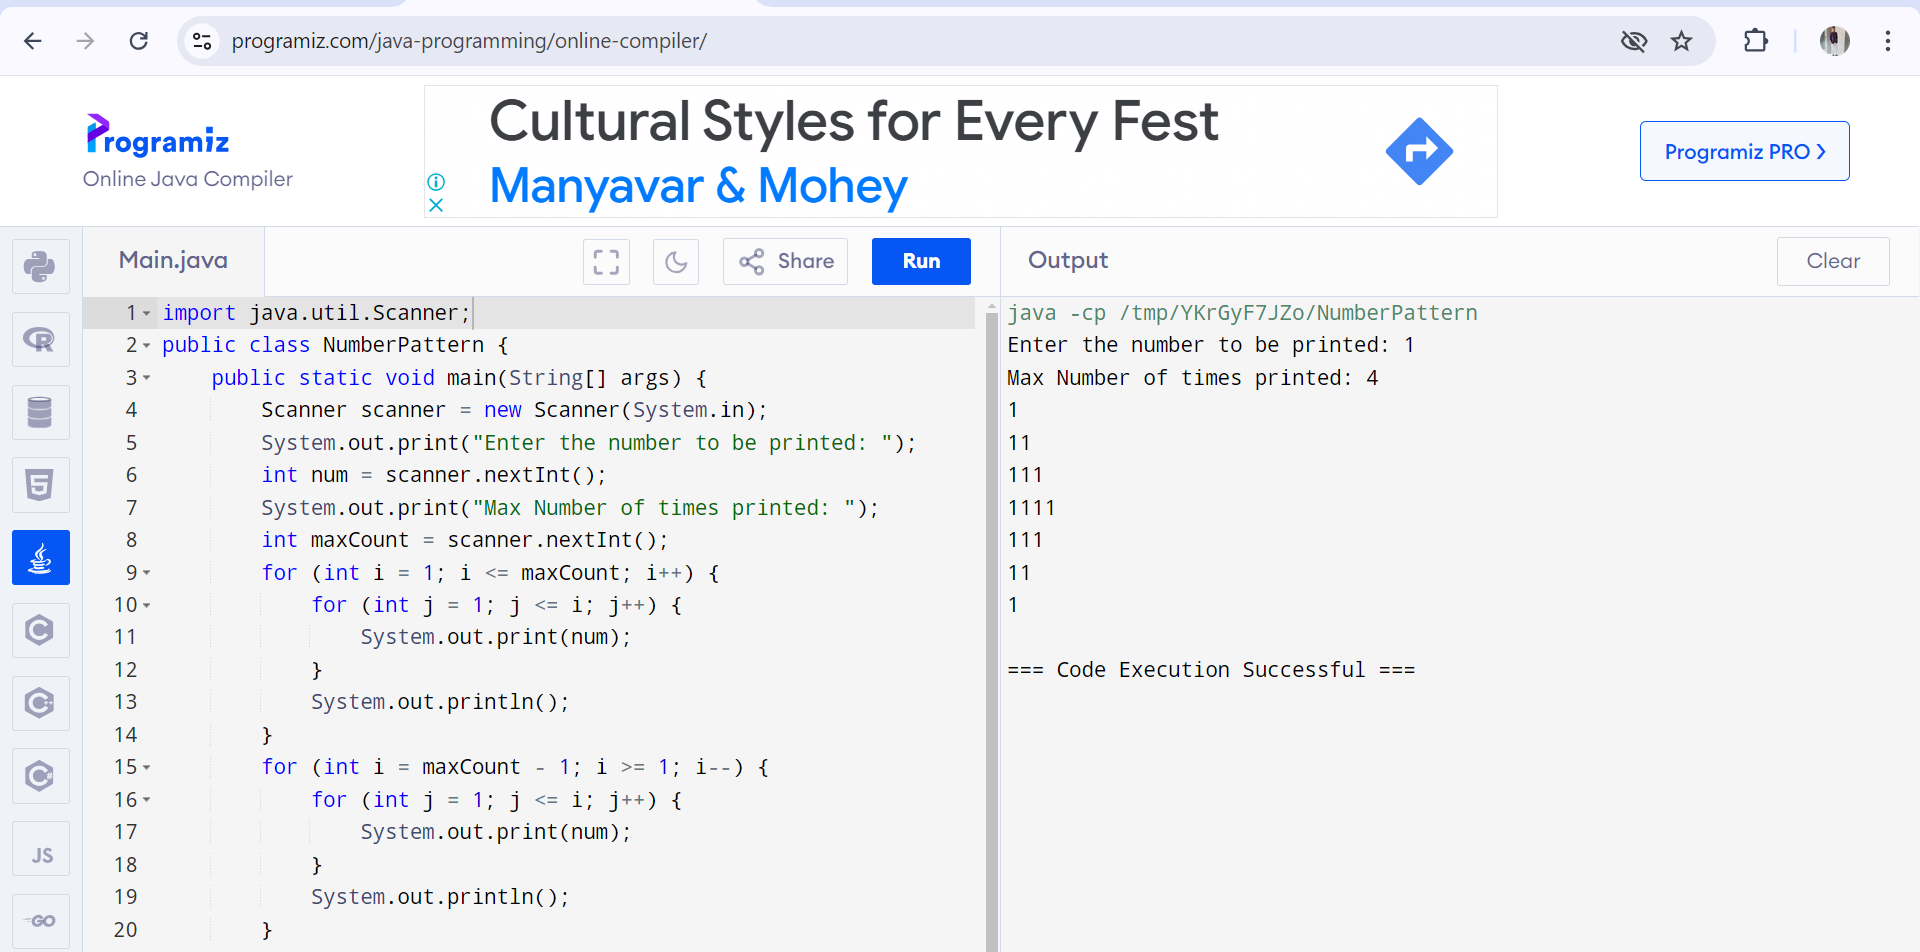 programiz.com/java-programming/online-compiler/
Programiz
Online Java Compiler
Cultural Styles for Every Fest
Manyavar & Mohey
Programiz PRO
Main.java
Share
Run
Output
Clear
1 import java.util.Scanner;
2 public class NumberPattern {
3     public static void main(String[] args) {
4         Scanner scanner = new Scanner(System.in);
5         System.out.print("Enter the number to be printed: ");
6         int num = scanner.nextInt();
7         System.out.print("Max Number of times printed: ");
8         int maxCount = scanner.nextInt();
9         for (int i = 1; i <= maxCount; i++) {
10             for (int j = 1; j <= i; j++) {
11                 System.out.print(num);
12             }
13             System.out.println();
14         }
15         for (int i = maxCount - 1; i >= 1; i--) {
16             for (int j = 1; j <= i; j++) {
17                 System.out.print(num);
18             }
19             System.out.println();
20         }
java -cp /tmp/YKrGyF7JZo/NumberPattern
Enter the number to be printed: 1
Max Number of times printed: 4
1
11
111
1111
111
11
1
=== Code Execution Successful ===
R
5
C
C++
C#
JS
GO